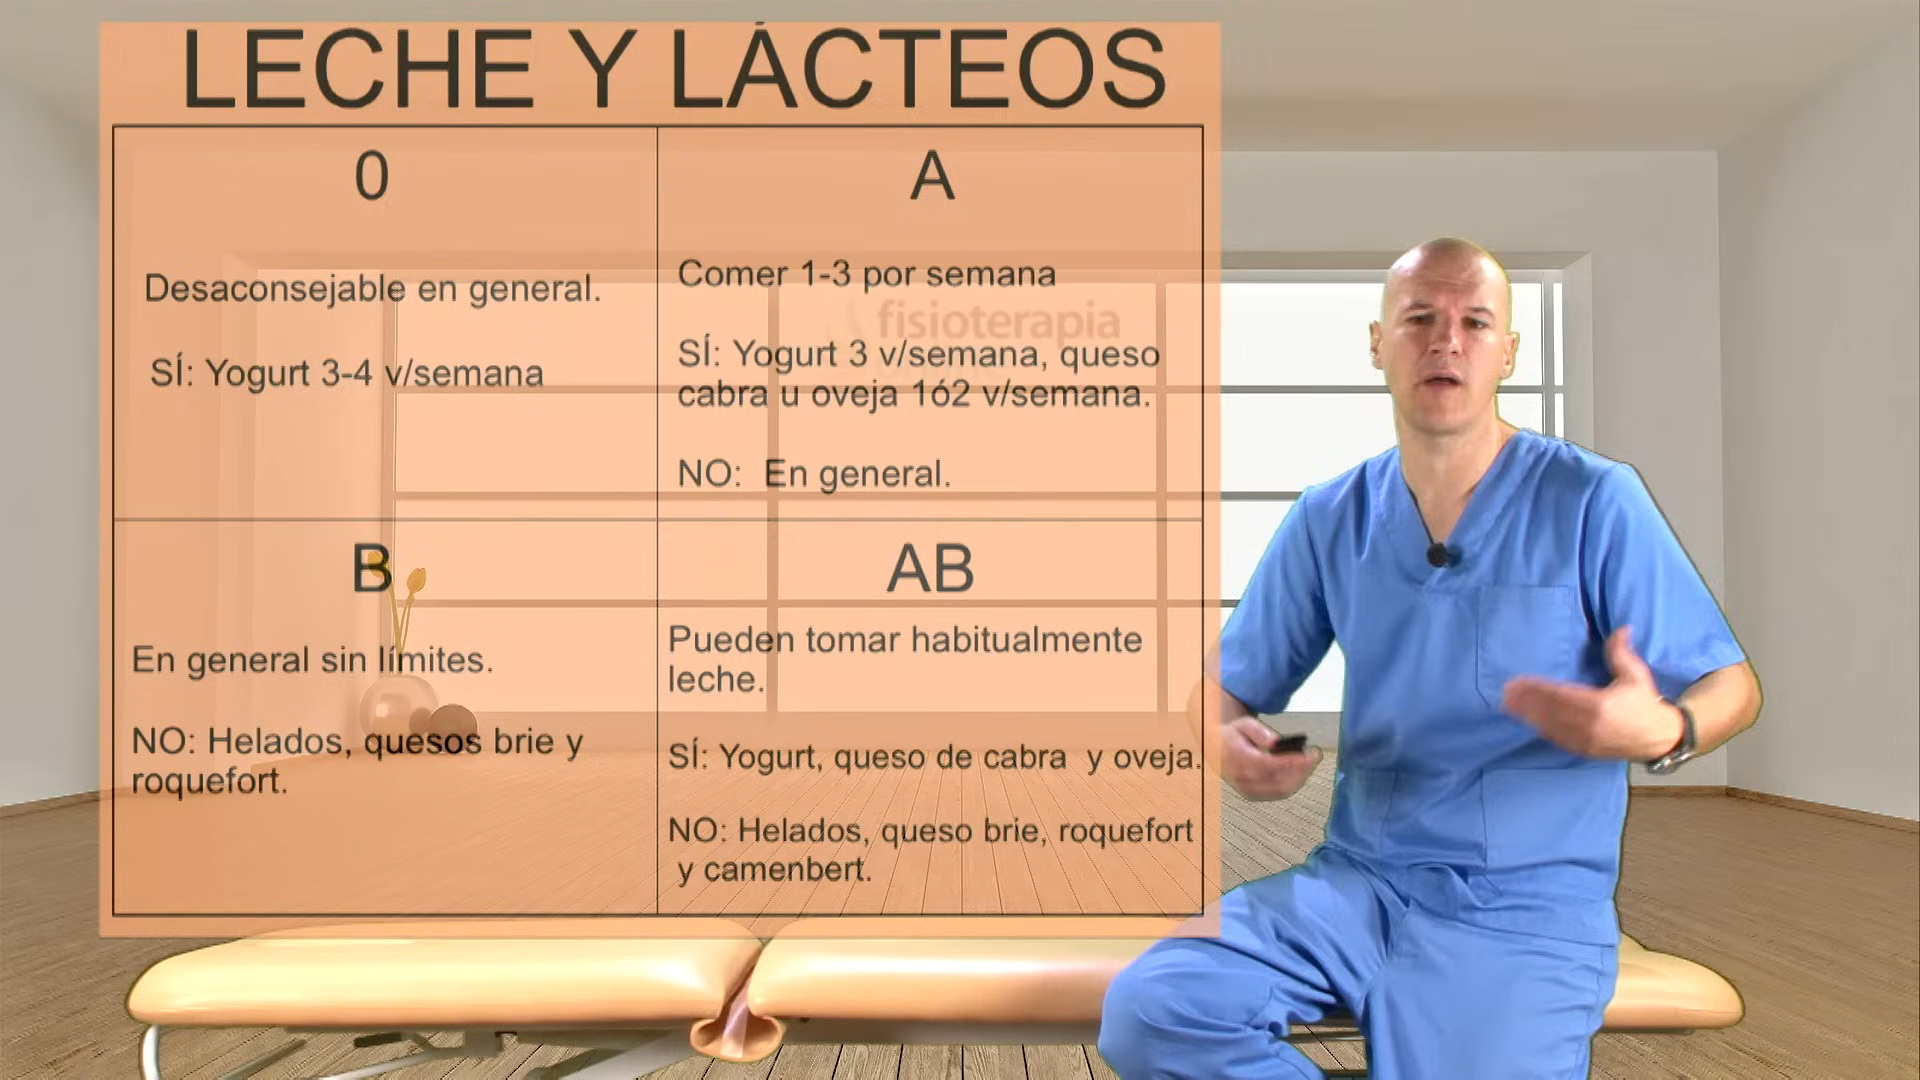 LECHE Y LÁCTEOS
0
Desaconsejable en general.
SÍ: Yogurt 3-4 v/semana
A
Comer 1-3 por semana
fisioterapia
SÍ: Yogurt 3 v/semana, queso
cabra u oveja 1ó2 v/semana.
NO: En general.
B
En general sin límites.
NO: Helados, quesos brie y
roquefort.
AB
Pueden tomar habitualmente
leche.
SÍ: Yogurt, queso de cabra y oveja.
NO: Helados, queso brie, roquefort
y camenbert.